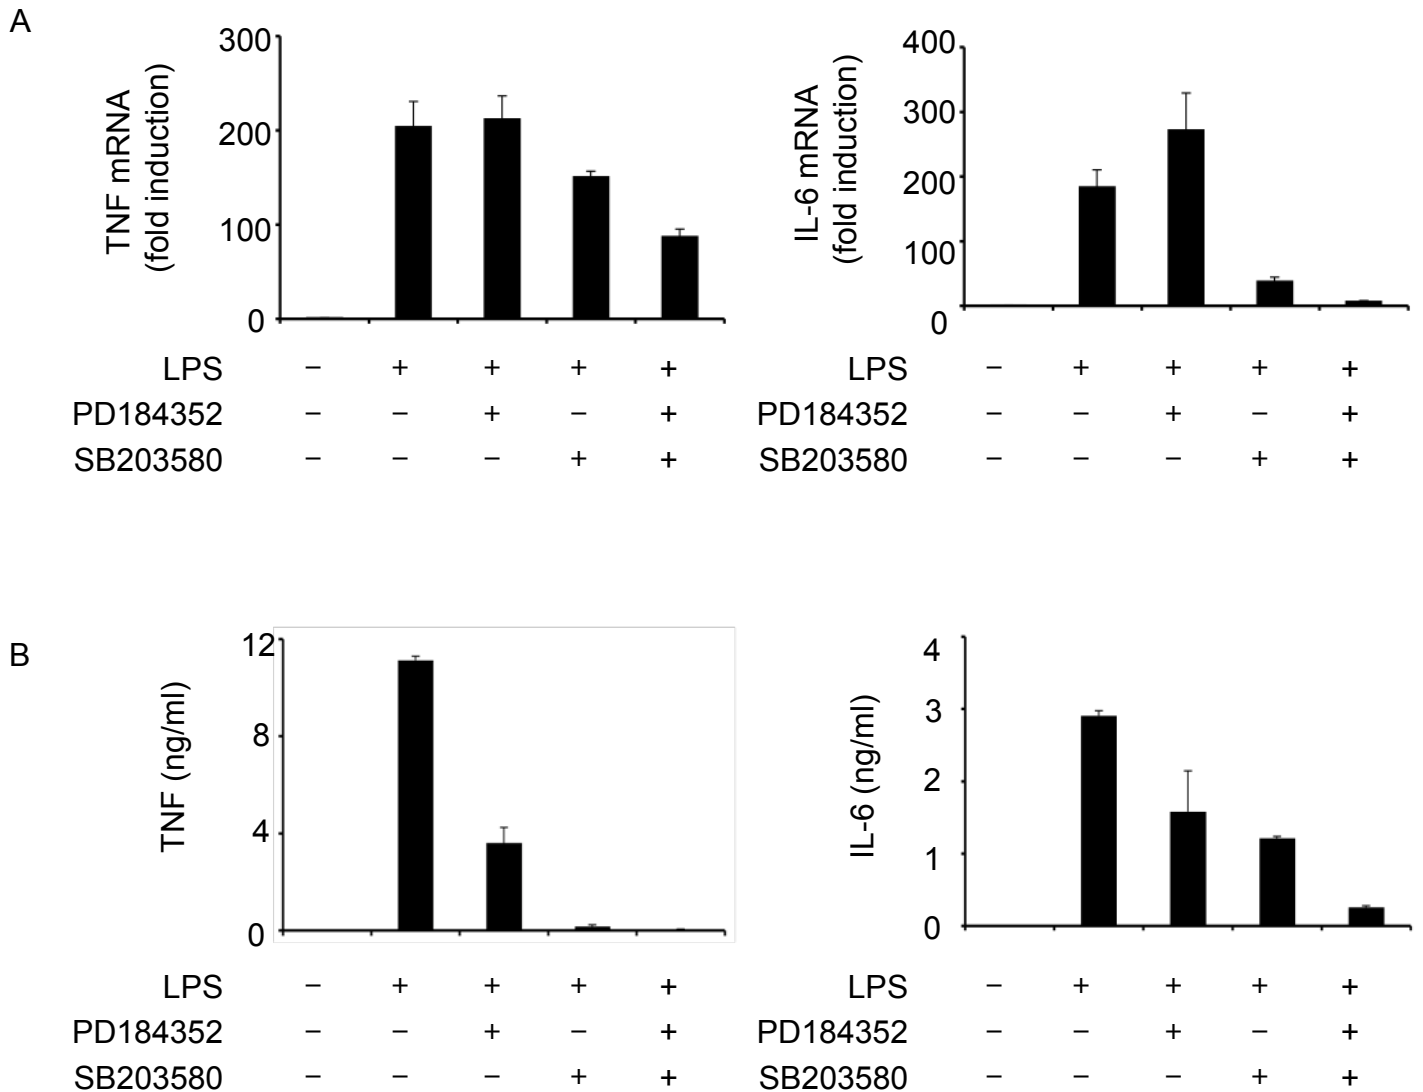 A
300
200
100
0
TNF mRNA
(fold induction)
LPS − + + + +
PD184352 − − + − +
SB203580 − − − + +
400
300
200
100
0
IL-6 mRNA
(fold induction)
LPS − + + + +
PD184352 − − + − +
SB203580 − − − + +
B
12
8
4
0
TNF (ng/ml)
LPS − + + + +
PD184352 − − + − +
SB203580 − − − + +
4
3
2
1
0
IL-6 (ng/ml)
LPS − + + + +
PD184352 − − + − +
SB203580 − − − + +